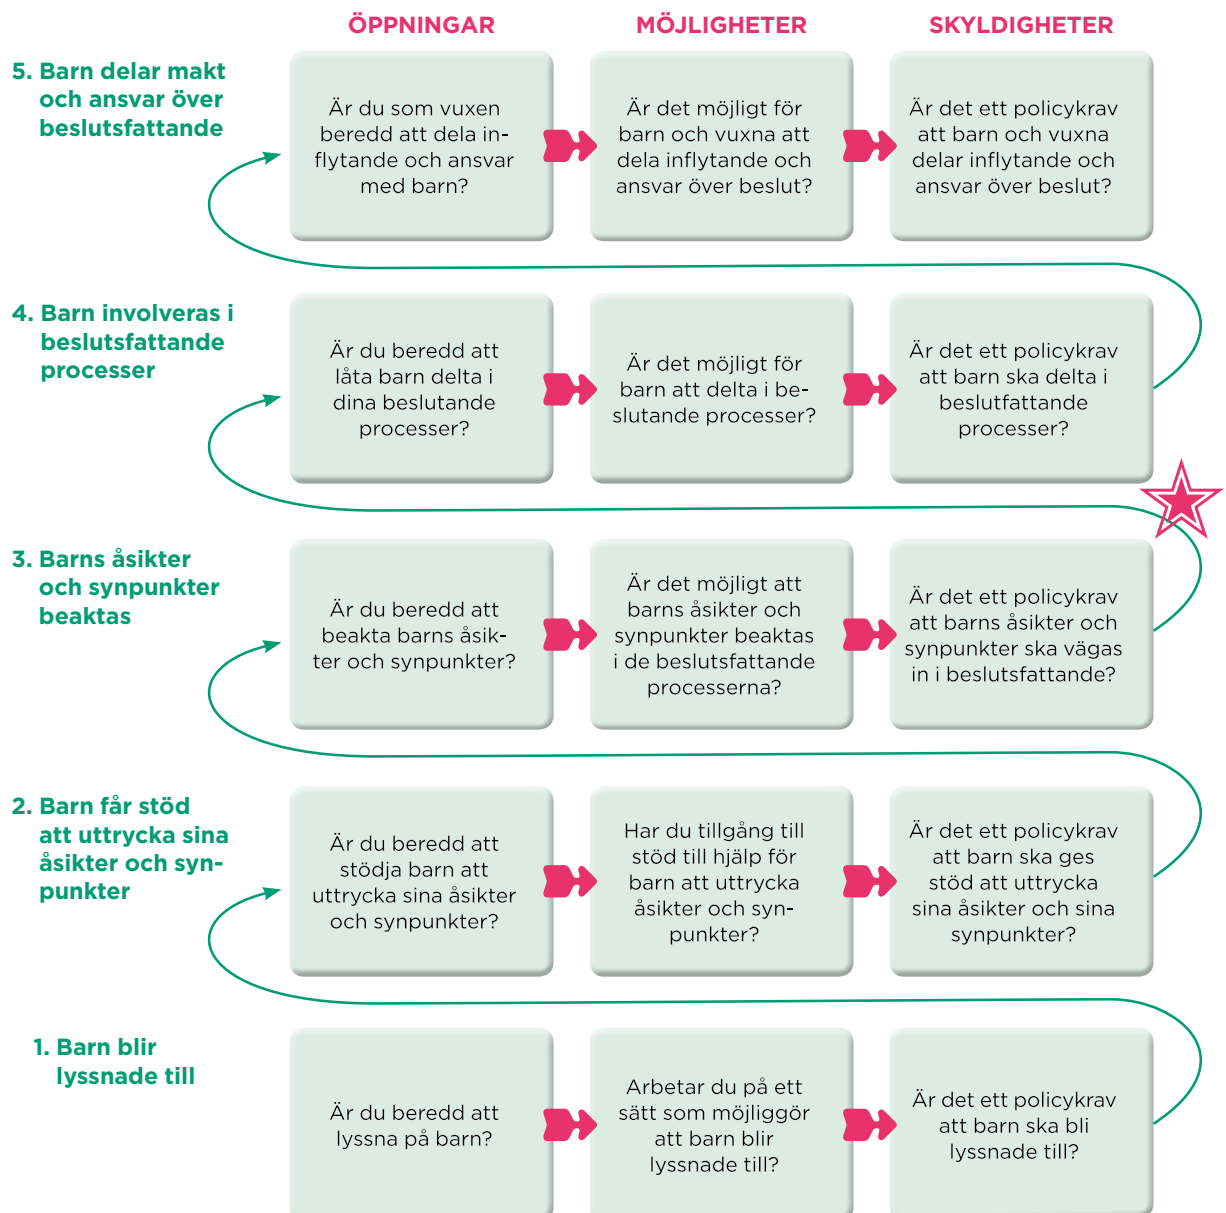 ÖPPNINGAR
MÖJLIGHETER
SKYLDIGHETER
5. Barn delar makt
och ansvar över
beslutsfattande
Är du som vuxen
beredd att dela in-
flytande och ansvar
med barn?
Är det möjligt för
barn och vuxna att
dela inflytande och
ansvar över beslut?
Är det ett policykrav
att barn och vuxna
delar inflytande och
ansvar över beslut?
4. Barn involveras i
beslutsfattande
processer
Är du beredd att
låta barn delta i
dina beslutande
processer?
Är det möjligt för
barn att delta i be-
slutande processer?
Är det ett policykrav
att barn ska delta i
beslutfattande
processer?
3. Barns åsikter
och synpunkter
beaktas
Är du beredd att
beakta barns åsik-
ter och synpunkter?
Är det möjligt att
barns åsikter och
synpunkter beaktas
i de beslutsfattande
processerna?
Är det ett policykrav
att barns åsikter och
synpunkter ska vägas
in i beslutsfattande?
2. Barn får stöd
att uttrycka sina
åsikter och syn-
punkter
Är du beredd att
stödja barn att
uttrycka sina åsikter
och synpunkter?
Har du tillgång till
stöd till hjälp för
barn att uttrycka
åsikter och syn-
punkter?
Är det ett policykrav
att barn ska ges
stöd att uttrycka
sina åsikter och sina
synpunkter?
1. Barn blir
lyssnade till
Är du beredd att
lyssna på barn?
Arbetar du på ett
sätt som möjliggör
att barn blir
lyssnade till?
Är det ett policykrav
att barn ska bli
lyssnade till?